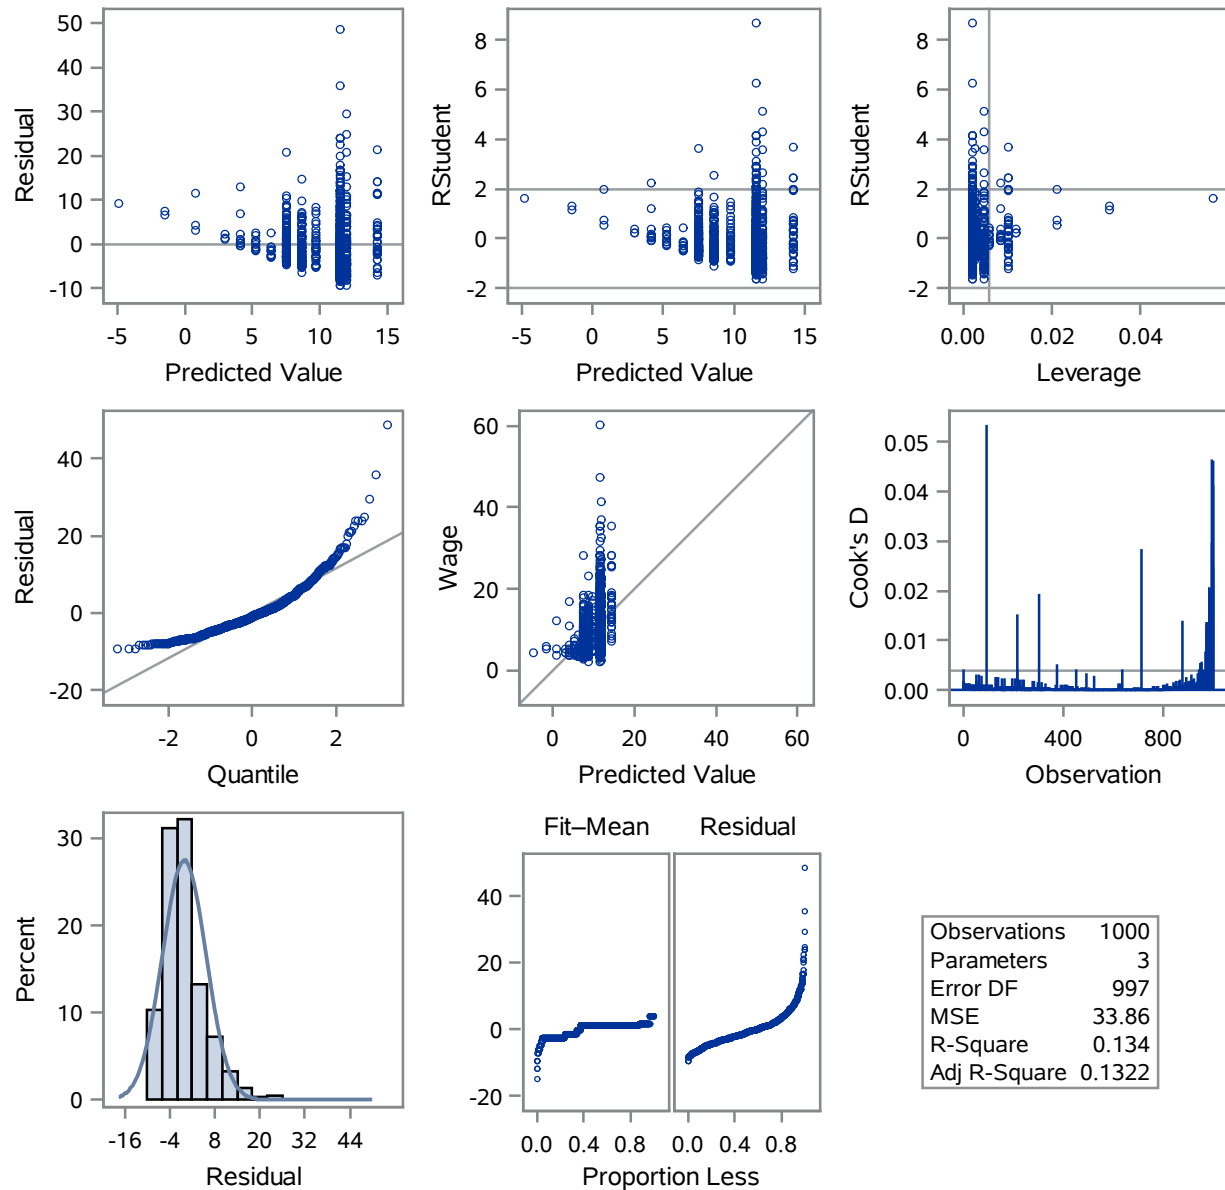 50
40
30
20
10
0
-10
Residual
-5 0 5 10 15
Predicted Value
8
6
4
2
0
-2
RStudent
-5 0 5 10 15
Predicted Value
8
6
4
2
0
-2
RStudent
0.00 0.02 0.04
Leverage
40
20
0
-20
Residual
-2 0 2
Quantile
60
40
20
0
Wage
0 20 40 60
Predicted Value
0.05
0.04
0.03
0.02
0.01
0.00
Cook's D
0 400 800
Observation
30
20
10
0
Percent
-16 -4 8 20 32 44
Residual
Fit–Mean Residual
40
20
0
-20
0.0 0.4 0.8 0.0 0.4 0.8
Proportion Less
Observations 1000
Parameters 3
Error DF 997
MSE 33.86
R-Square 0.134
Adj R-Square 0.1322